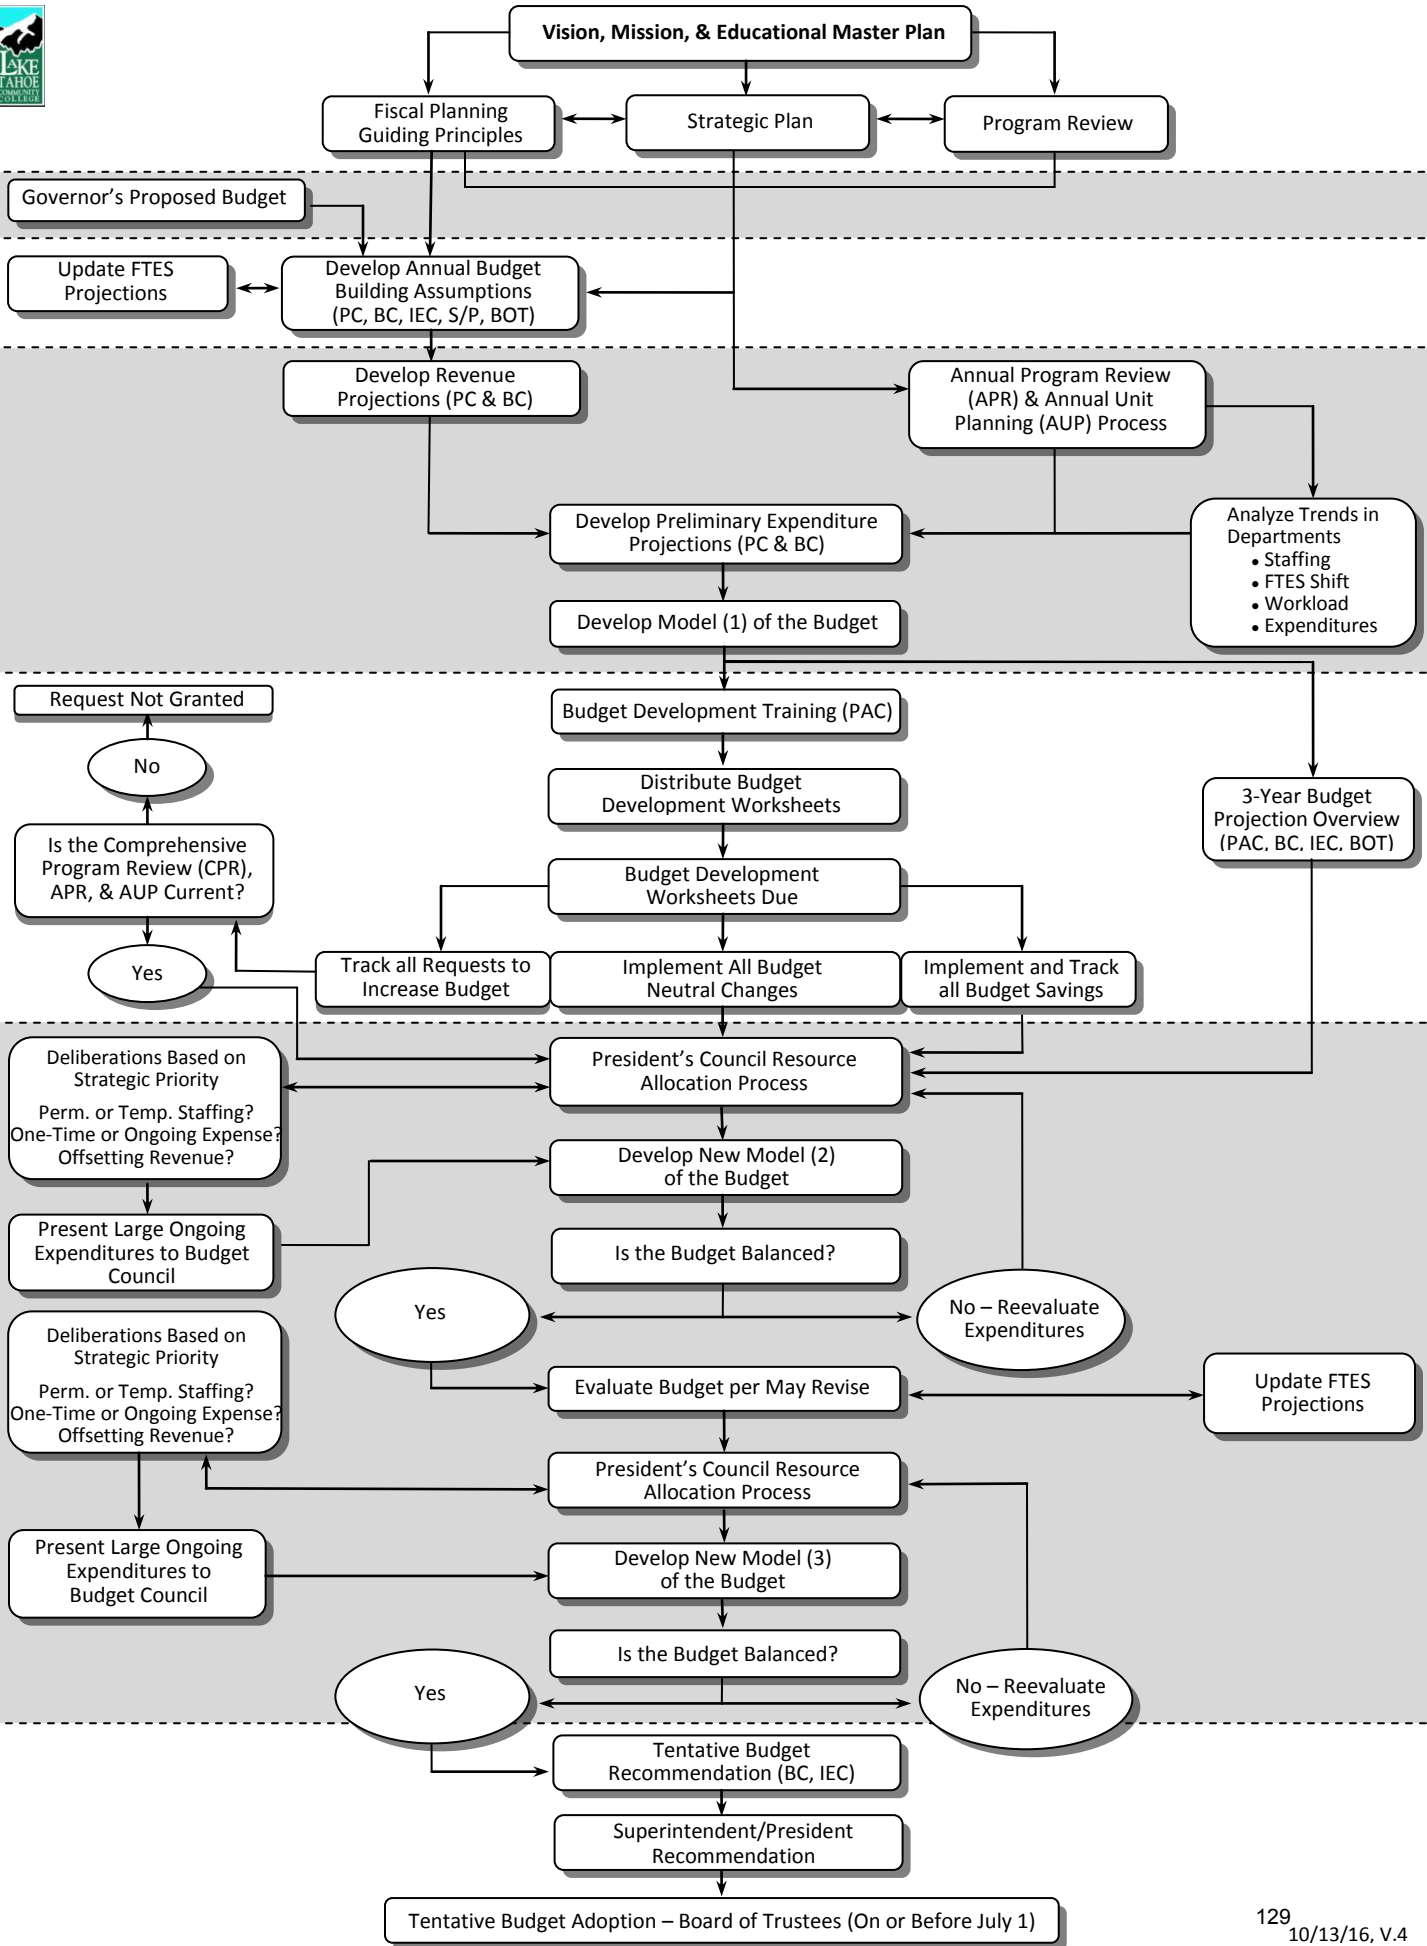 LAKE
TAHOE
COMMUNITY
COLLEGE
Vision, Mission, & Educational Master Plan
Fiscal Planning
Guiding Principles
Strategic Plan
Program Review
Governor’s Proposed Budget
Update FTES
Projections
Develop Annual Budget
Building Assumptions
(PC, BC, IEC, S/P, BOT)
Develop Revenue
Projections (PC & BC)
Annual Program Review
(APR) & Annual Unit
Planning (AUP) Process
Develop Preliminary Expenditure
Projections (PC & BC)
Analyze Trends in
Departments
• Staffing
• FTES Shift
• Workload
• Expenditures
Develop Model (1) of the Budget
Request Not Granted
Budget Development Training (PAC)
No
Distribute Budget
Development Worksheets
3-Year Budget
Projection Overview
(PAC, BC, IEC, BOT)
Is the Comprehensive
Program Review (CPR),
APR, & AUP Current?
Budget Development
Worksheets Due
Yes
Track all Requests to
Increase Budget
Implement All Budget
Neutral Changes
Implement and Track
all Budget Savings
Deliberations Based on
Strategic Priority
Perm. or Temp. Staffing?
One-Time or Ongoing Expense?
Offsetting Revenue?
President’s Council Resource
Allocation Process
Develop New Model (2)
of the Budget
Present Large Ongoing
Expenditures to Budget
Council
Is the Budget Balanced?
Yes
No – Reevaluate
Expenditures
Deliberations Based on
Strategic Priority
Perm. or Temp. Staffing?
One-Time or Ongoing Expense?
Offsetting Revenue?
Evaluate Budget per May Revise
Update FTES
Projections
President’s Council Resource
Allocation Process
Present Large Ongoing
Expenditures to
Budget Council
Develop New Model (3)
of the Budget
Is the Budget Balanced?
Yes
No – Reevaluate
Expenditures
Tentative Budget
Recommendation (BC, IEC)
Superintendent/President
Recommendation
Tentative Budget Adoption – Board of Trustees (On or Before July 1)
129
10/13/16, V.4